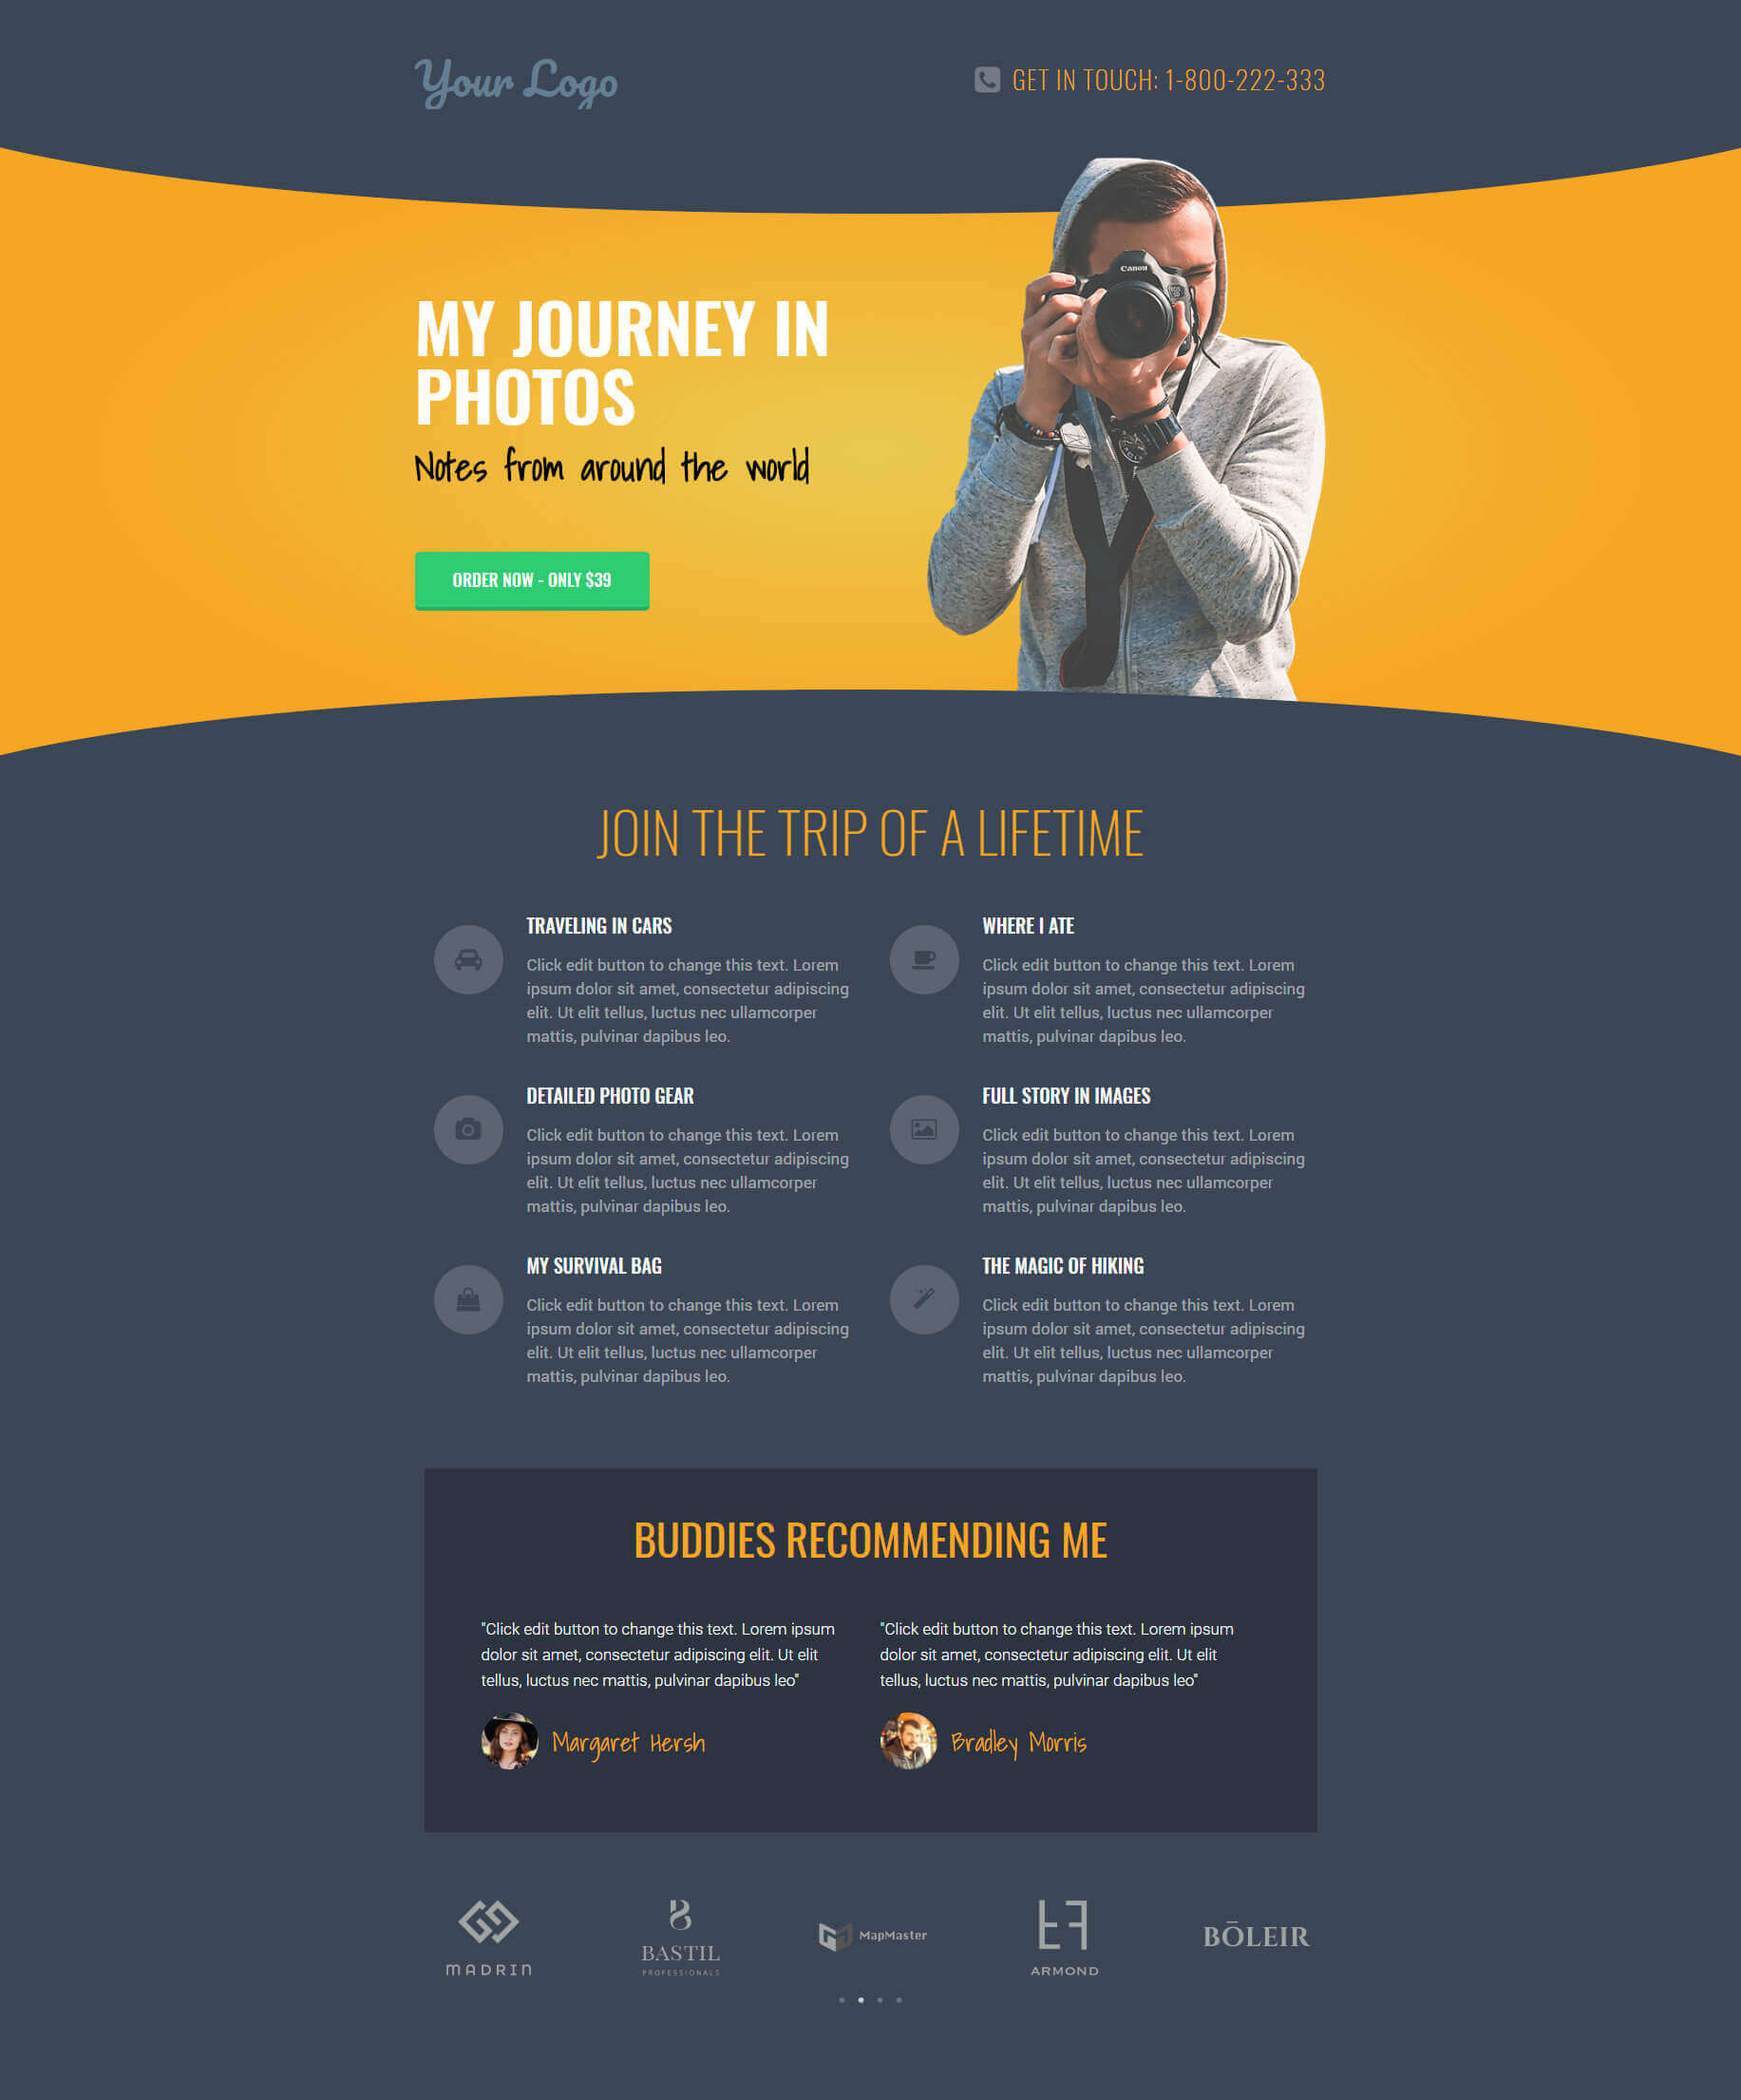 Your Logo
GET IN TOUCH: 1-800-222-333
Canon
MY JOURNEY IN
PHOTOS
Notes from around the world
ORDER NOW - ONLY $39
JOIN THE TRIP OF A LIFETIME
TRAVELING IN CARS
Click edit button to change this text. Lorem
ipsum dolor sit amet, consectetur adipiscing
elit. Ut elit tellus, luctus nec ullamcorper
mattis, pulvinar dapibus leo.
WHERE I ATE
Click edit button to change this text. Lorem
ipsum dolor sit amet, consectetur adipiscing
elit. Ut elit tellus, luctus nec ullamcorper
mattis, pulvinar dapibus leo.
DETAILED PHOTO GEAR
Click edit button to change this text. Lorem
ipsum dolor sit amet, consectetur adipiscing
elit. Ut elit tellus, luctus nec ullamcorper
mattis, pulvinar dapibus leo.
FULL STORY IN IMAGES
Click edit button to change this text. Lorem
ipsum dolor sit amet, consectetur adipiscing
elit. Ut elit tellus, luctus nec ullamcorper
mattis, pulvinar dapibus leo.
MY SURVIVAL BAG
Click edit button to change this text. Lorem
ipsum dolor sit amet, consectetur adipiscing
elit. Ut elit tellus, luctus nec ullamcorper
mattis, pulvinar dapibus leo.
THE MAGIC OF HIKING
Click edit button to change this text. Lorem
ipsum dolor sit amet, consectetur adipiscing
elit. Ut elit tellus, luctus nec ullamcorper
mattis, pulvinar dapibus leo.
BUDDIES RECOMMENDING ME
"Click edit button to change this text. Lorem ipsum
dolor sit amet, consectetur adipiscing elit. Ut elit
tellus, luctus nec mattis, pulvinar dapibus leo"
Margaret Hersh
"Click edit button to change this text. Lorem ipsum
dolor sit amet, consectetur adipiscing elit. Ut elit
tellus, luctus nec mattis, pulvinar dapibus leo"
Bradley Morris
MADRIN
BASTIL
PROFESSIONALS
MapMaster
ARMOND
BŌLEIR